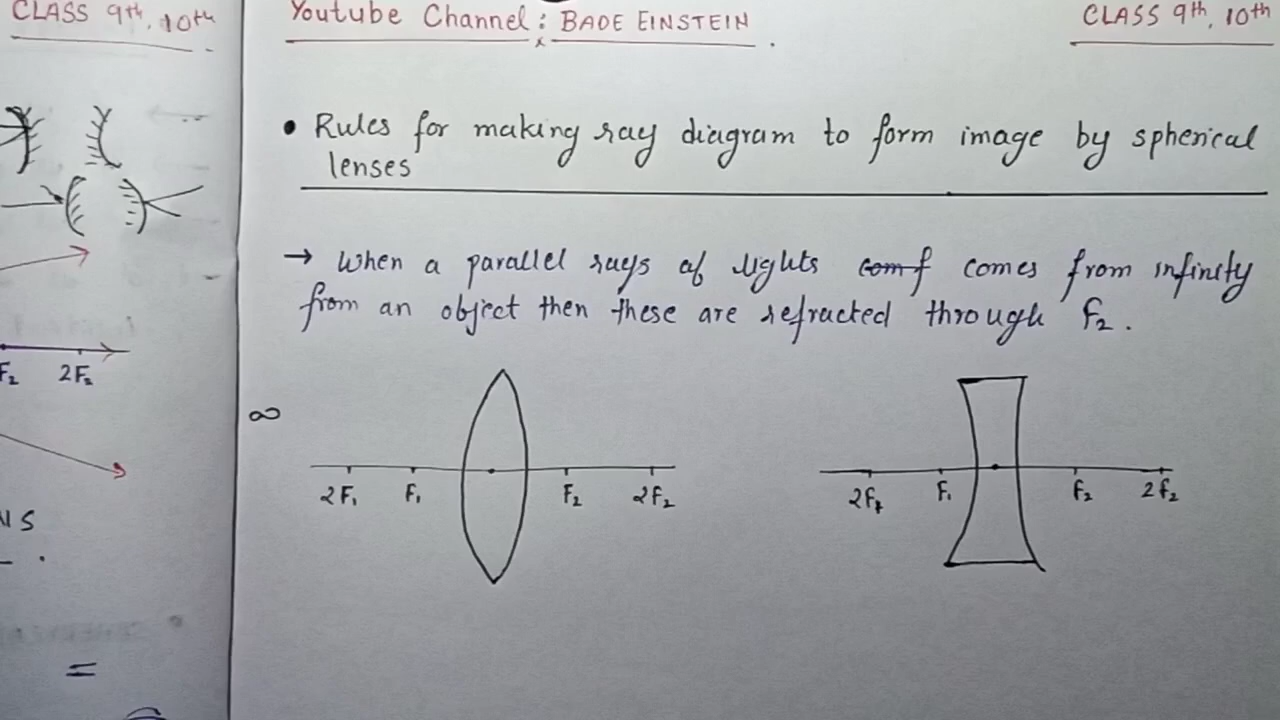 CLASS 9th, 10th
F2 2F2
NS
=
Youtube Channel : BADE EINSTEIN
CLASS 9th, 10th
• Rules for making ray diagram to form image by spherical
lenses
→ When a parallel rays of lights comes from infinity
from an object then these are refracted through F2.
∞
2F1 F1 F2 2F2
2F1 F1 F2 2F2